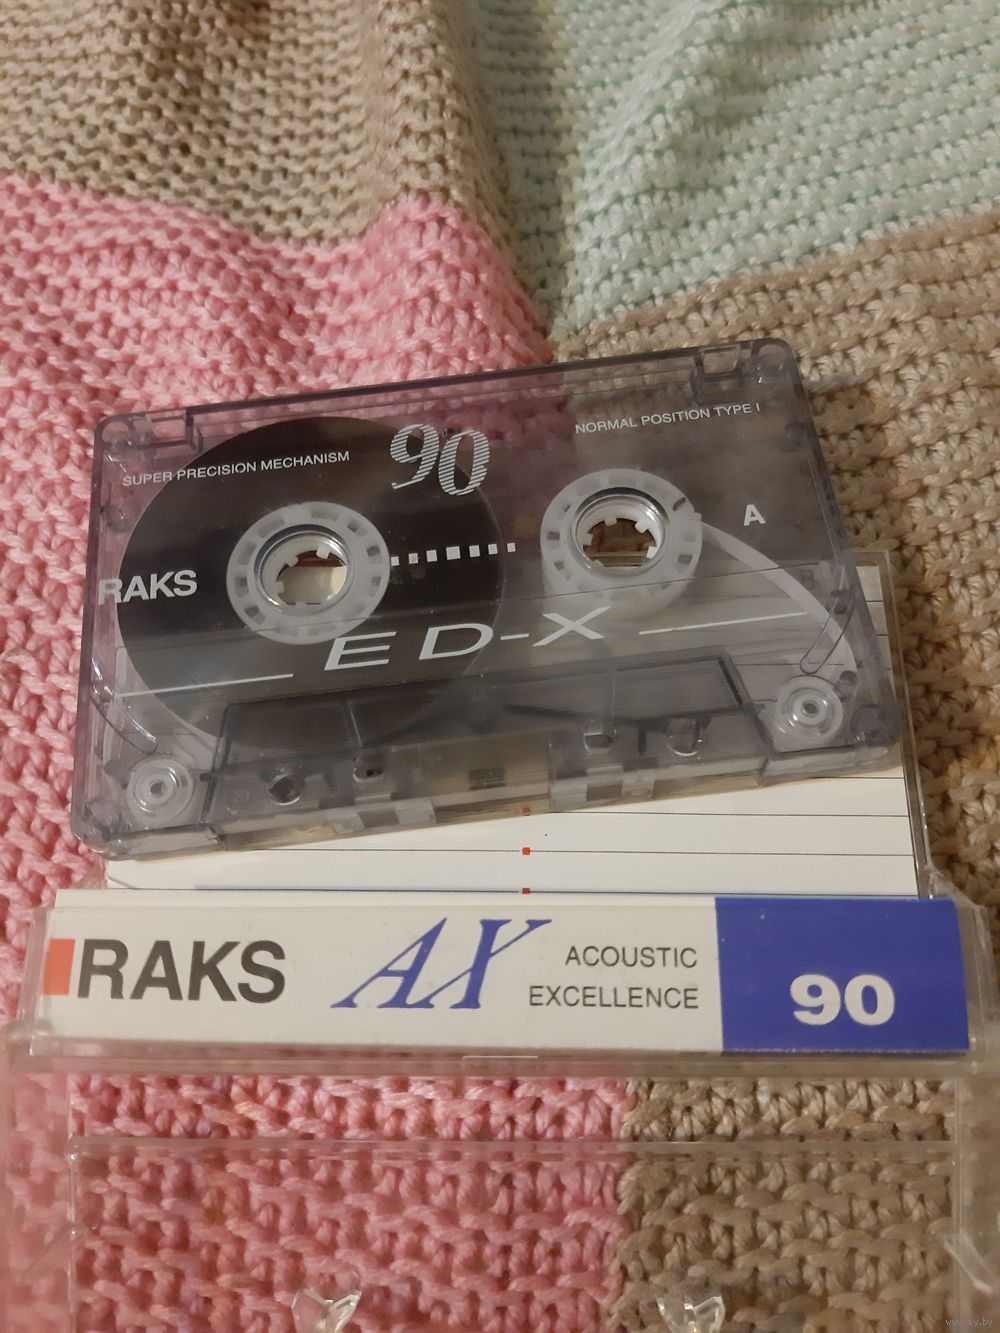 SUPER PRECISION MECHANISM
90
NORMAL POSITION TYPE I
A
B
RAKS
ED-X
RAKS AX ACOUSTIC
EXCELLENCE
90
www.ay.by